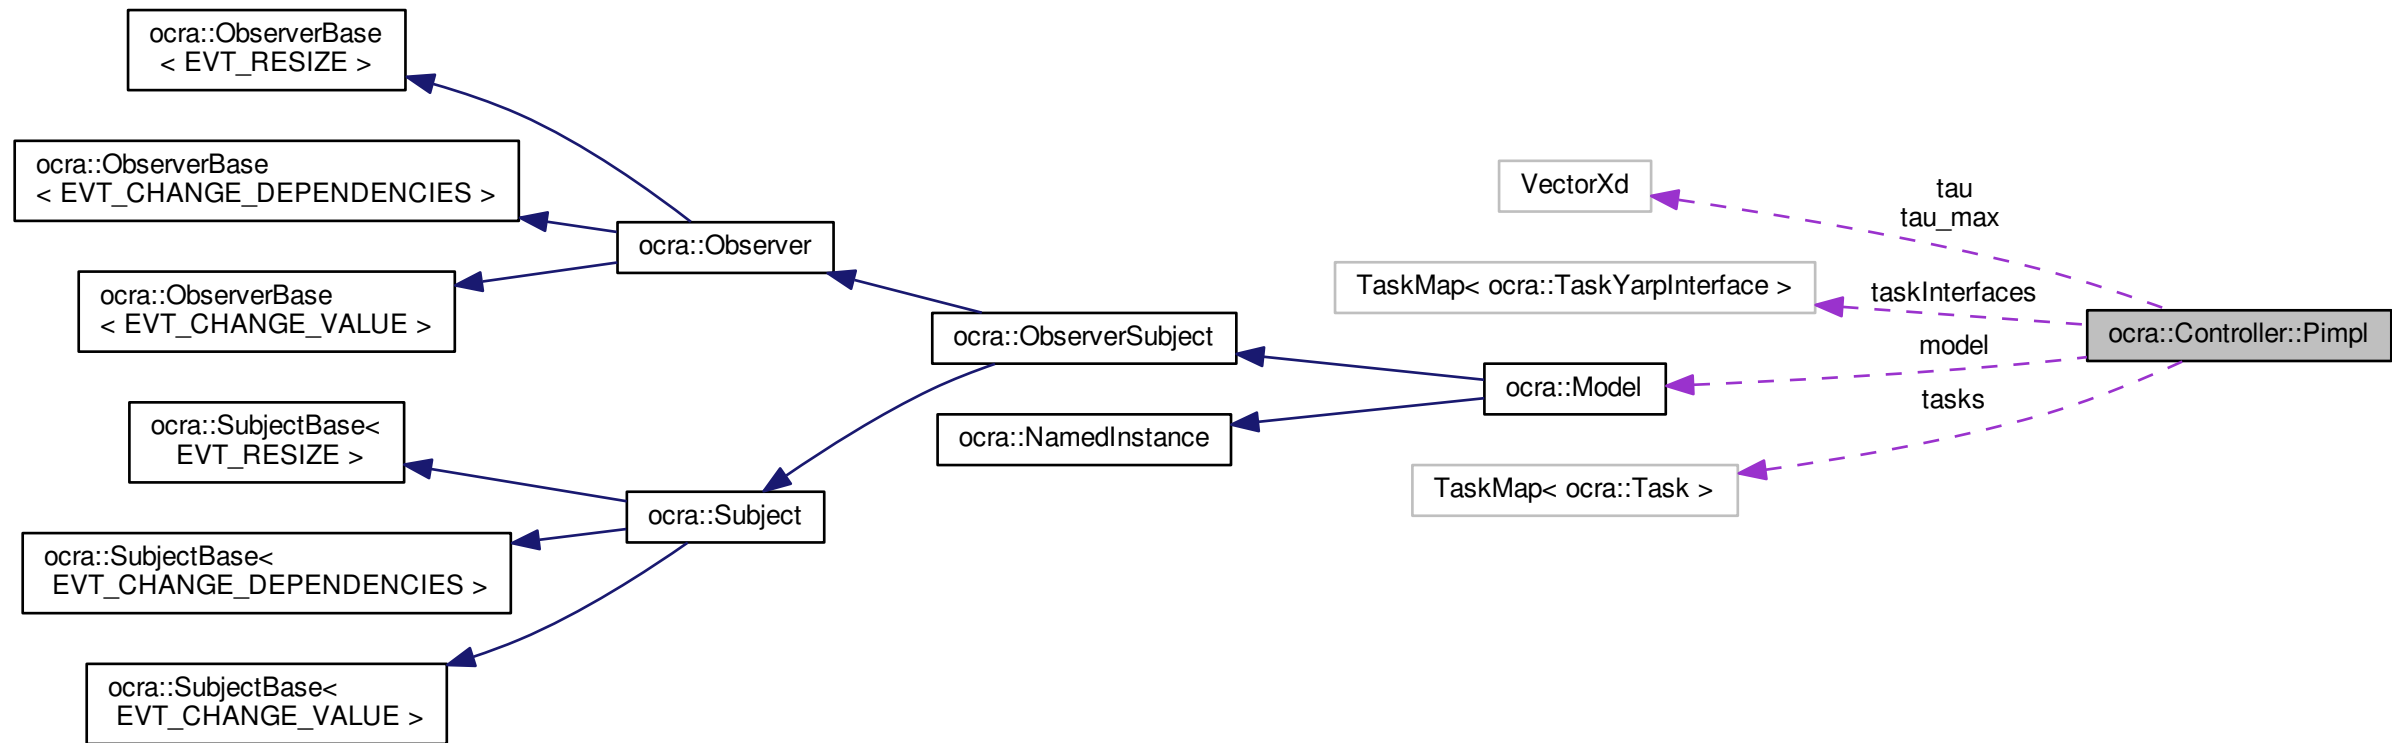 ocra::ObserverBase
< EVT_RESIZE >
ocra::ObserverBase
< EVT_CHANGE_DEPENDENCIES >
ocra::ObserverBase
< EVT_CHANGE_VALUE >
ocra::SubjectBase<
EVT_RESIZE >
ocra::SubjectBase<
EVT_CHANGE_DEPENDENCIES >
ocra::SubjectBase<
EVT_CHANGE_VALUE >
ocra::Observer
ocra::Subject
ocra::ObserverSubject
ocra::NamedInstance
VectorXd
TaskMap< ocra::TaskYarpInterface >
ocra::Model
TaskMap< ocra::Task >
tau
tau_max
taskInterfaces
model
tasks
ocra::Controller::Pimpl